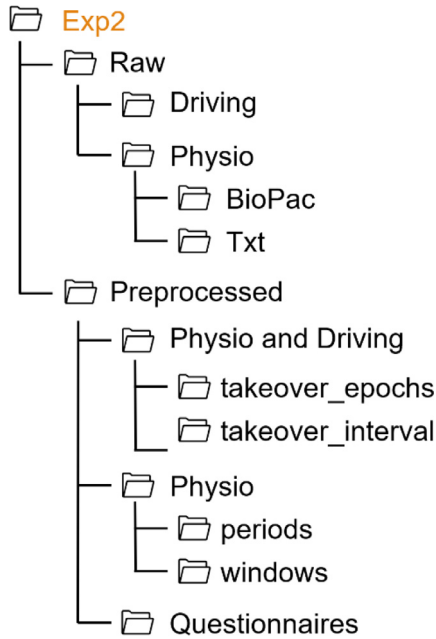 Exp2
Raw
Driving
Physio
BioPac
Txt
Preprocessed
Physio and Driving
takeover_epochs
takeover_interval
Physio
periods
windows
Questionnaires